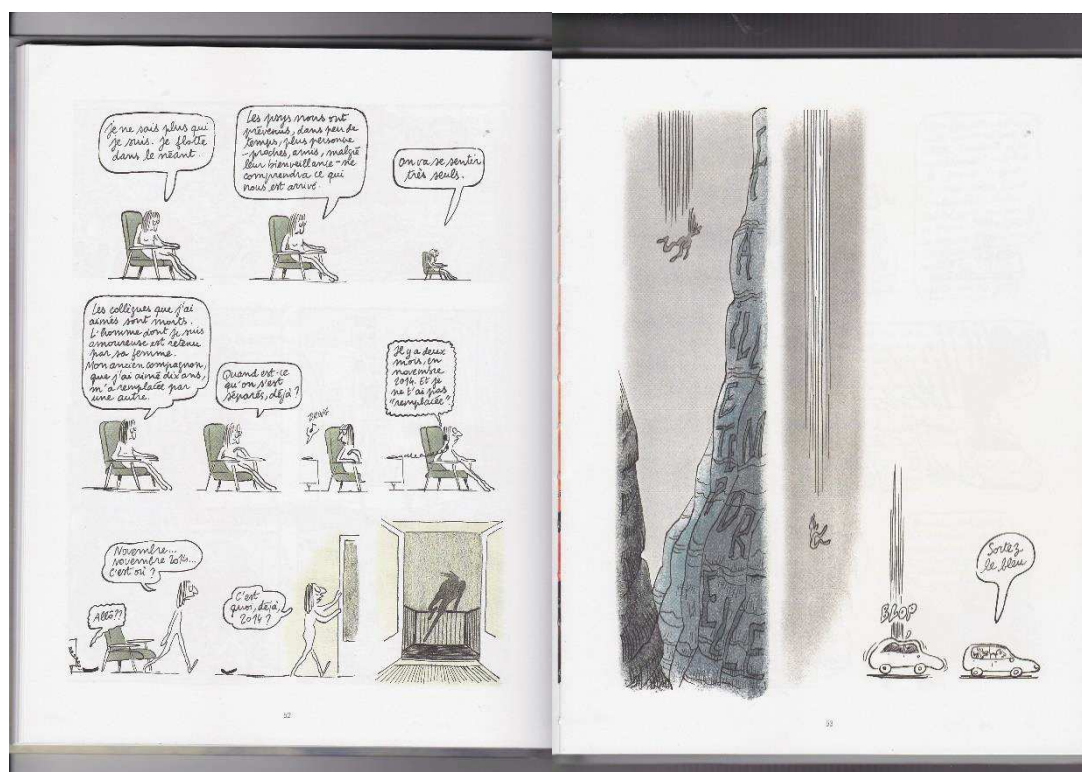 Je ne sais plus qui
je suis. Je flotte
dans le néant.
Les psys nous ont
prévenus, dans peu de
temps, plus personne
- proches, amis, malgré
leur bienveillance - ne
comprendra ce qui
nous est arrivé.
On va se sentir
très seuls.
Les collègues que j'ai
aimés sont morts.
L'homme dont je suis
amoureuse est retenu
par sa femme.
Mon ancien compagnon,
que j'ai aimé dix ans,
m'a remplacée par
une autre.
Quand est-ce
qu'on s'est
séparés, déjà ?
DRING
Il y a deux
mois, en
novembre
2014. Et je
ne t'ai pas
"remplacée" !
Novembre...
novembre 2014...
C'est où ?
Allô ??
C'est
quoi, déjà,
2014 ?
52
BLOP
Sortez
le bleu
53